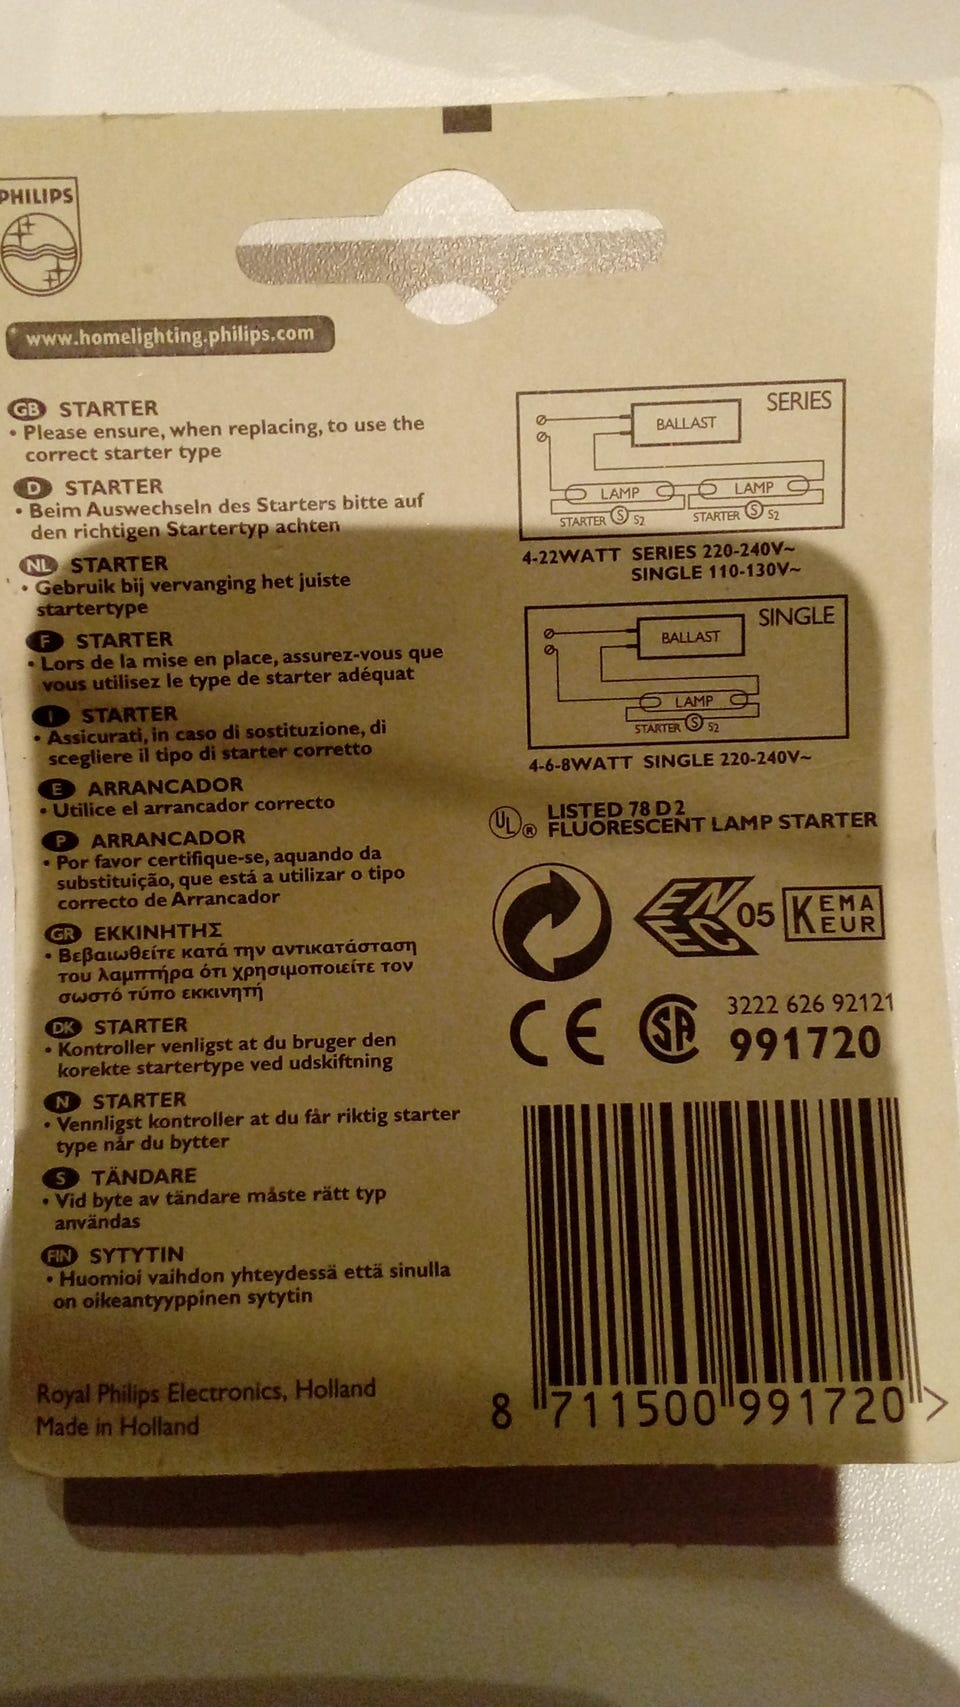 PHILIPS
www.homelighting.philips.com
GB STARTER
• Please ensure, when replacing, to use the
correct starter type
D STARTER
• Beim Auswechseln des Starters bitte auf
den richtigen Startertyp achten
NL STARTER
• Gebruik bij vervanging het juiste
startertype
F STARTER
• Lors de la mise en place, assurez-vous que
vous utilisez le type de starter adéquat
I STARTER
• Assicurati, in caso di sostituzione, di
scegliere il tipo di starter corretto
E ARRANCADOR
• Utilice el arrancador correcto
P ARRANCADOR
• Por favor certifique-se, aquando da
substituição, que está a utilizar o tipo
correcto de Arrancador
GR ΕΚΚΙΝΗΤΗΣ
• Βεβαιωθείτε κατά την αντικατάσταση
του λαμπτήρα ότι χρησιμοποιείτε τον
σωστό τύπο εκκινητή
DK STARTER
• Kontroller venligst at du bruger den
korekte startertype ved udskiftning
N STARTER
• Vennligst kontroller at du får riktig starter
type når du bytter
S TÄNDARE
• Vid byte av tändare måste rätt typ
användas
FIN SYTYTIN
• Huomioi vaihdon yhteydessä että sinulla
on oikeantyyppinen sytytin
Royal Philips Electronics, Holland
Made in Holland
SERIES
BALLAST
LAMP LAMP
STARTER S S2 STARTER S S2
4-22WATT SERIES 220-240V~
SINGLE 110-130V~
SINGLE
BALLAST
LAMP
STARTER S S2
4-6-8WATT SINGLE 220-240V~
UL ® LISTED 78 D 2
FLUORESCENT LAMP STARTER
ENEC 05 KEMA EUR
CE SA 3222 626 92121
991720
8 711500 991720 >